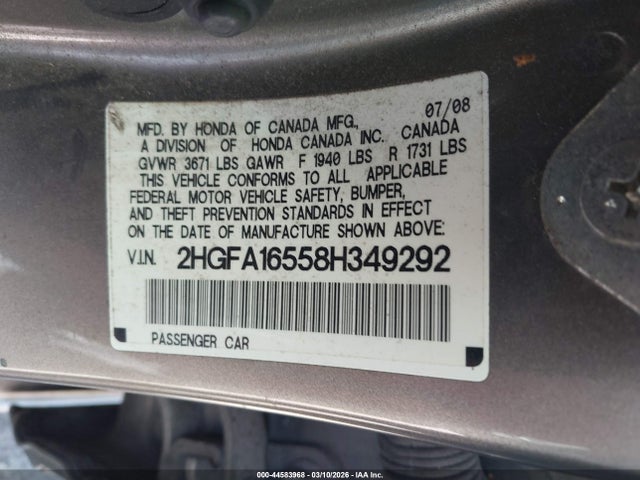 07/08
MFD. BY HONDA OF CANADA MFG.,
A DIVISION OF HONDA CANADA INC. CANADA
GVWR 3671 LBS GAWR F 1940 LBS R 1731 LBS
THIS VEHICLE CONFORMS TO ALL APPLICABLE
FEDERAL MOTOR VEHICLE SAFETY, BUMPER,
AND THEFT PREVENTION STANDARDS IN EFFECT
ON THE DATE OF MANUFACTURE SHOWN ABOVE:
V.I.N. 2HGFA16558H349292
PASSENGER CAR
000-44583968 - 03/10/2026 - IAA Inc.